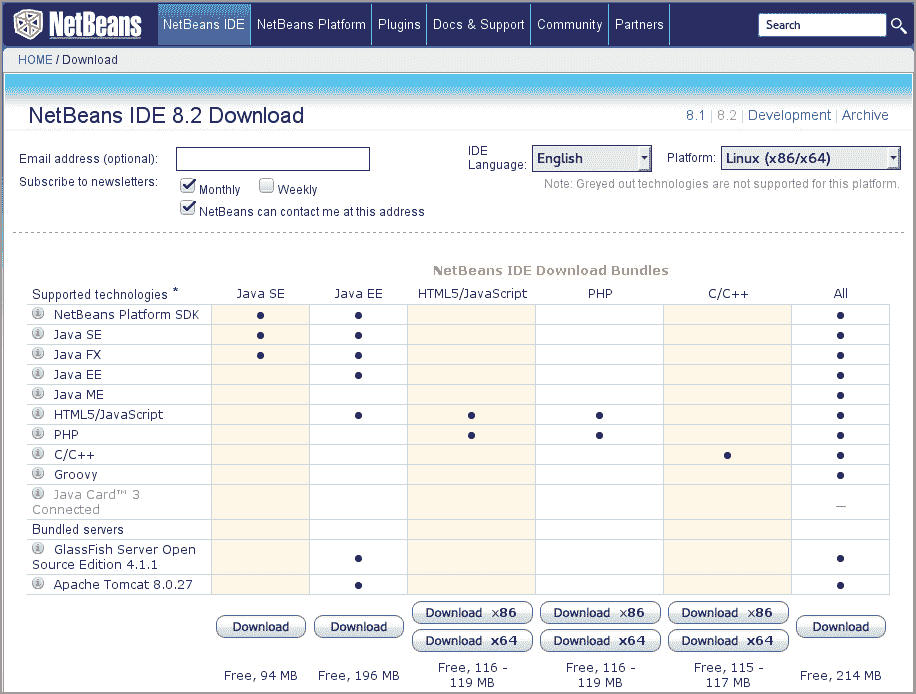 NetBeans NetBeans IDE NetBeans Platform Plugins Docs & Support Community Partners Search
HOME / Download
NetBeans IDE 8.2 Download
8.1 | 8.2 | Development | Archive
Email address (optional):
IDE Language: English
Platform: Linux (x86/x64)
Subscribe to newsletters: Monthly Weekly
Note: Greyed out technologies are not supported for this platform.
NetBeans can contact me at this address
NetBeans IDE Download Bundles
Supported technologies * Java SE Java EE HTML5/JavaScript PHP C/C++ All
NetBeans Platform SDK • • •
Java SE • • •
Java FX • • •
Java EE • •
Java ME •
HTML5/JavaScript • • • •
PHP • • •
C/C++ • •
Groovy •
Java Card™ 3
Connected —
Bundled servers
GlassFish Server Open
Source Edition 4.1.1 • •
Apache Tomcat 8.0.27 • •
Download Download Download x86 Download x86 Download x86 Download
Download x64 Download x64 Download x64
Free, 94 MB Free, 196 MB Free, 116 - 119 MB Free, 116 - 119 MB Free, 115 - 117 MB Free, 214 MB